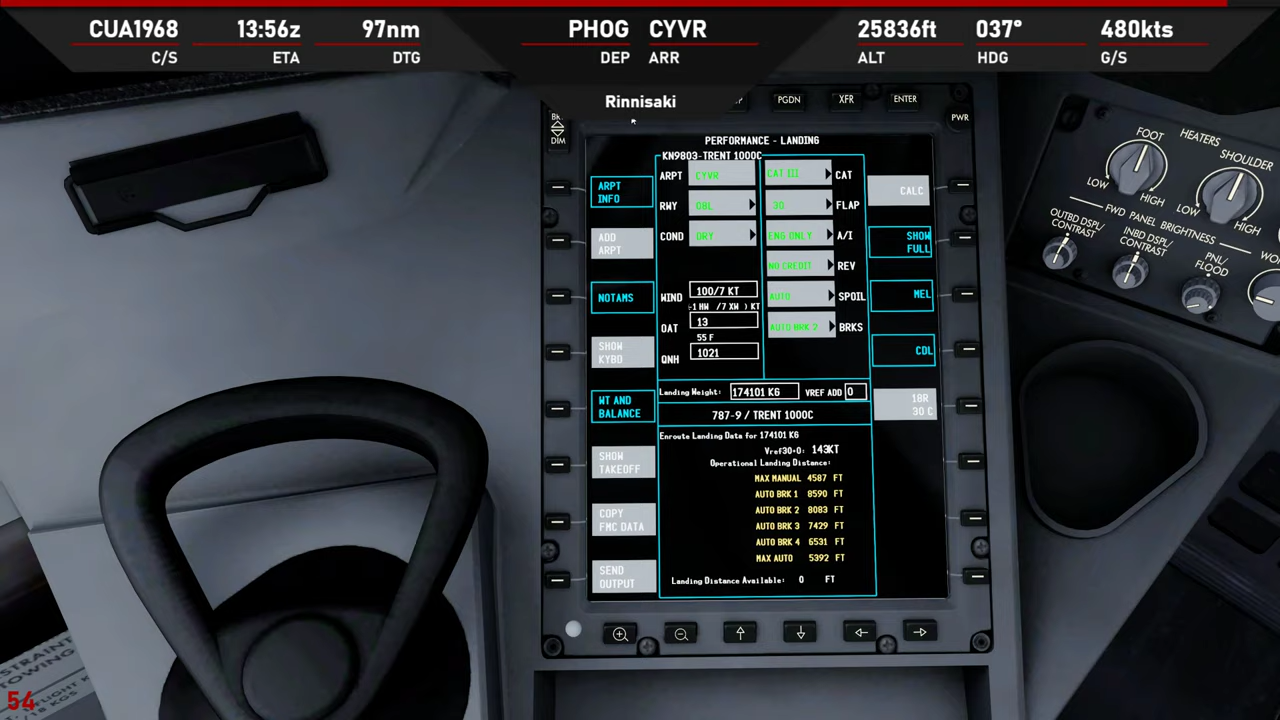 CUA1968 13:56z 97nm PHOG CYVR 25836ft 037° 480kts
C/S ETA DTG DEP ARR ALT HDG G/S
Rinnisaki
PGDN XFR ENTER
DIM PWR
PERFORMANCE - LANDING
KN9803-TRENT 1000C
ARPT INFO
ARPT CYVR CAT III CAT
CALC
RWY 08L 30 FLAP
ADD ARPT
COND DRY ENG ONLY A/I
SHOW FULL
NO CREDIT REV
NOTAMS
WIND 100/7 KT AUTO SPOIL
MEL
OAT 13 AUTO BRK 2 BRKS
55 F
SHOW KYBD
QNH 1021
CDL
WT AND BALANCE
Landing Weight: 174101 KG VREF ADD 0
18R
30 C
787-9 / TRENT 1000C
Enroute Landing Data for 174101 KG
Vref30+0: 143KT
Operational Landing Distance:
SHOW TAKEOFF
MAX MANUAL 4587 FT
AUTO BRK 1 8590 FT
COPY FMC DATA
AUTO BRK 2 8083 FT
AUTO BRK 3 7429 FT
AUTO BRK 4 6531 FT
MAX AUTO 5392 FT
SEND OUTPUT
Landing Distance Available: 0 FT
HEATERS
FOOT SHOULDER
LOW HIGH LOW HIGH
FWD PANEL BRIGHTNESS
OUTBD DSPL/
CONTRAST
INBD DSPL/
CONTRAST
PNL/
FLOOD
TOWING
54